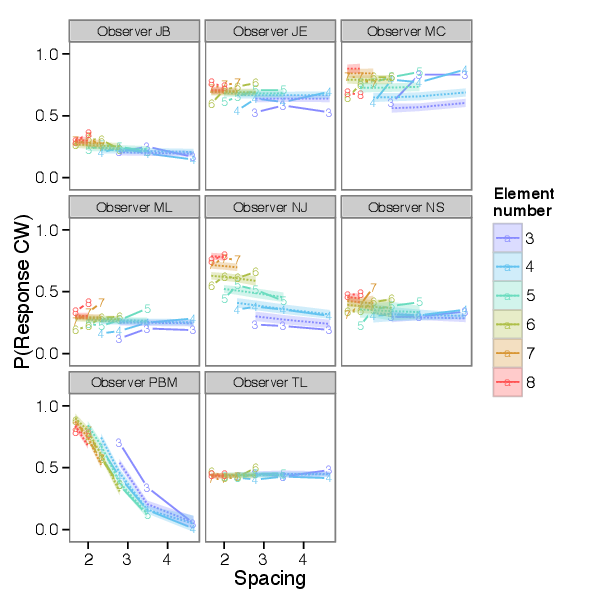 Observer JB Observer JE Observer MC
1.0
0.5
0.0
Observer ML Observer NJ Observer NS
1.0
0.5
0.0
Observer PBM Observer TL
1.0
0.5
0.0
2 3 4 2 3 4
Spacing
P(Response CW)
Element
number
3
4
5
6
7
8